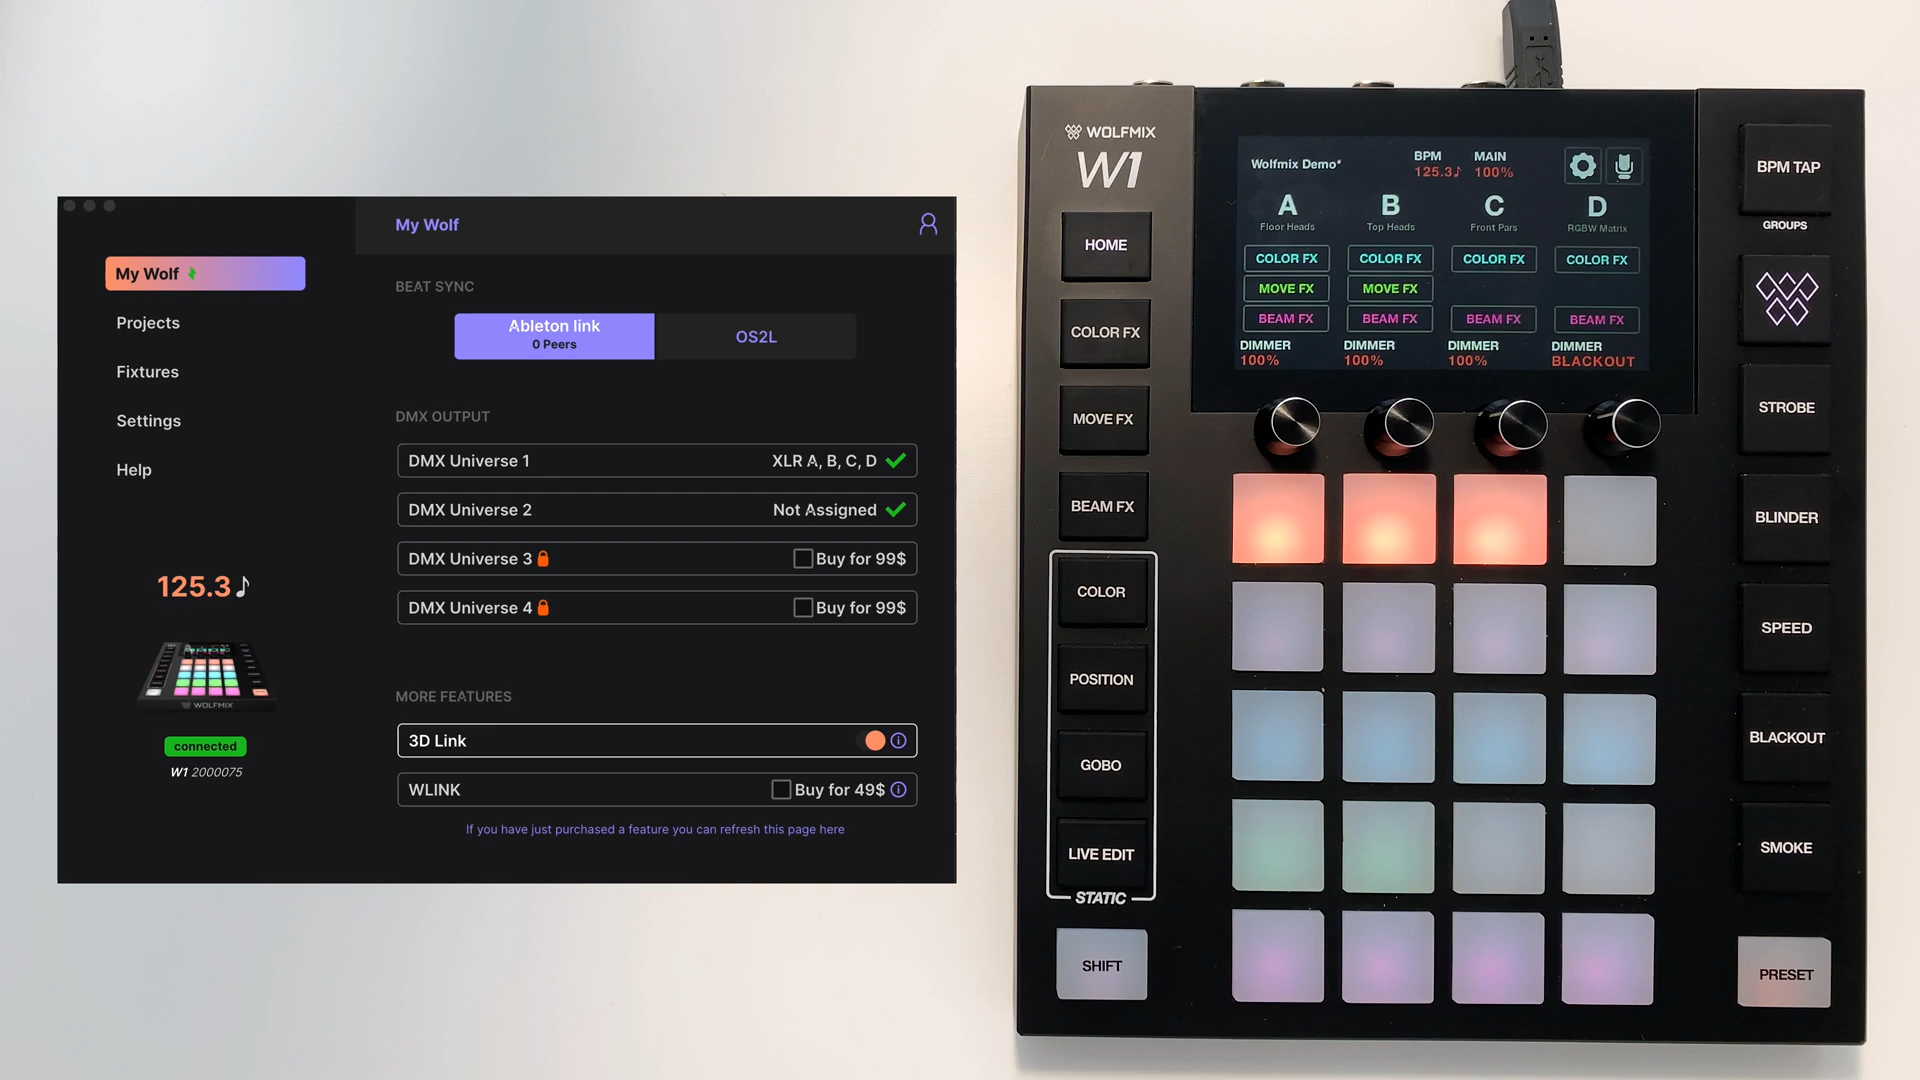 My Wolf
My Wolf
Projects
Fixtures
Settings
Help
125.3
WOLFMIX
connected
W1 2000075
BEAT SYNC
Ableton link
0 Peers
OS2L
DMX OUTPUT
DMX Universe 1 XLR A, B, C, D
DMX Universe 2 Not Assigned
DMX Universe 3 Buy for 99$
DMX Universe 4 Buy for 99$
MORE FEATURES
3D Link
WLINK Buy for 49$
If you have just purchased a feature you can refresh this page here
WOLFMIX
W1
HOME
COLOR FX
MOVE FX
BEAM FX
COLOR
POSITION
GOBO
LIVE EDIT
STATIC
SHIFT
Wolfmix Demo*
BPM
125.3
MAIN
100%
A B C D
Floor Heads Top Heads Front Pars RGBW Matrix
COLOR FX COLOR FX COLOR FX COLOR FX
MOVE FX MOVE FX
BEAM FX BEAM FX BEAM FX BEAM FX
DIMMER DIMMER DIMMER DIMMER
100% 100% 100% BLACKOUT
BPM TAP
GROUPS
STROBE
BLINDER
SPEED
BLACKOUT
SMOKE
PRESET